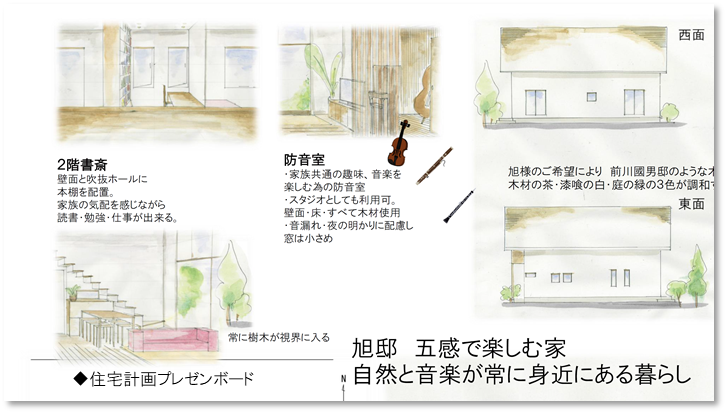 西面
2階書斎
壁面と吹抜ホールに
本棚を配置。
家族の気配を感じながら
読書・勉強・仕事が出来る。
防音室
・家族共通の趣味、音楽を
楽しむ為の防音室
・スタジオとしても利用可。
壁面・床・すべて木材使用
・音漏れ・夜の明かりに配慮し
窓は小さめ
旭様のご希望により 前川國男邸のような木
木材の茶・漆喰の白・庭の緑の3色が調和す
東面
常に樹木が視界に入る
旭邸 五感で楽しむ家
自然と音楽が常に身近にある暮らし
◆住宅計画プレゼンボード
N